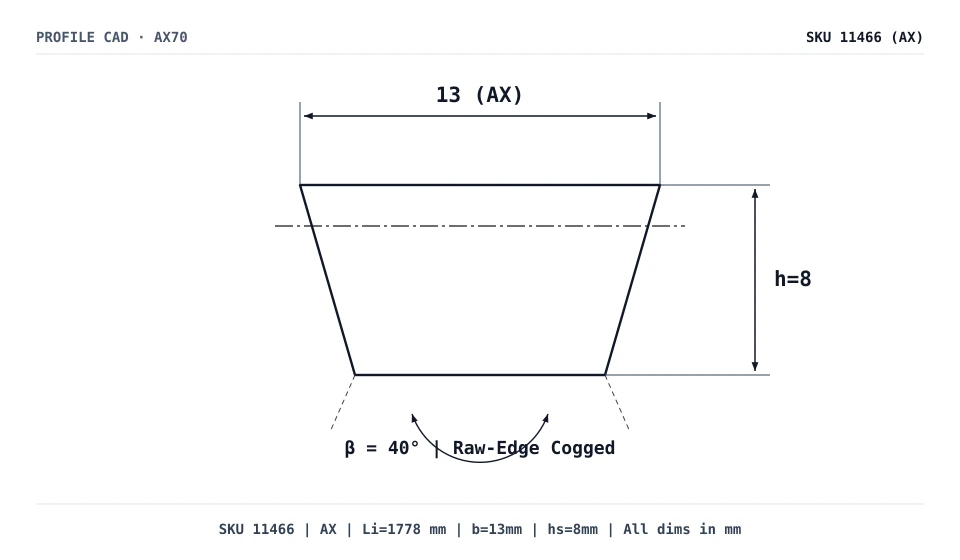 PROFILE CAD · AX70
SKU 11466 (AX)
13 (AX)
h=8
β = 40° | Raw-Edge Cogged
SKU 11466 | AX | Li=1778 mm | b=13mm | hs=8mm | All dims in mm